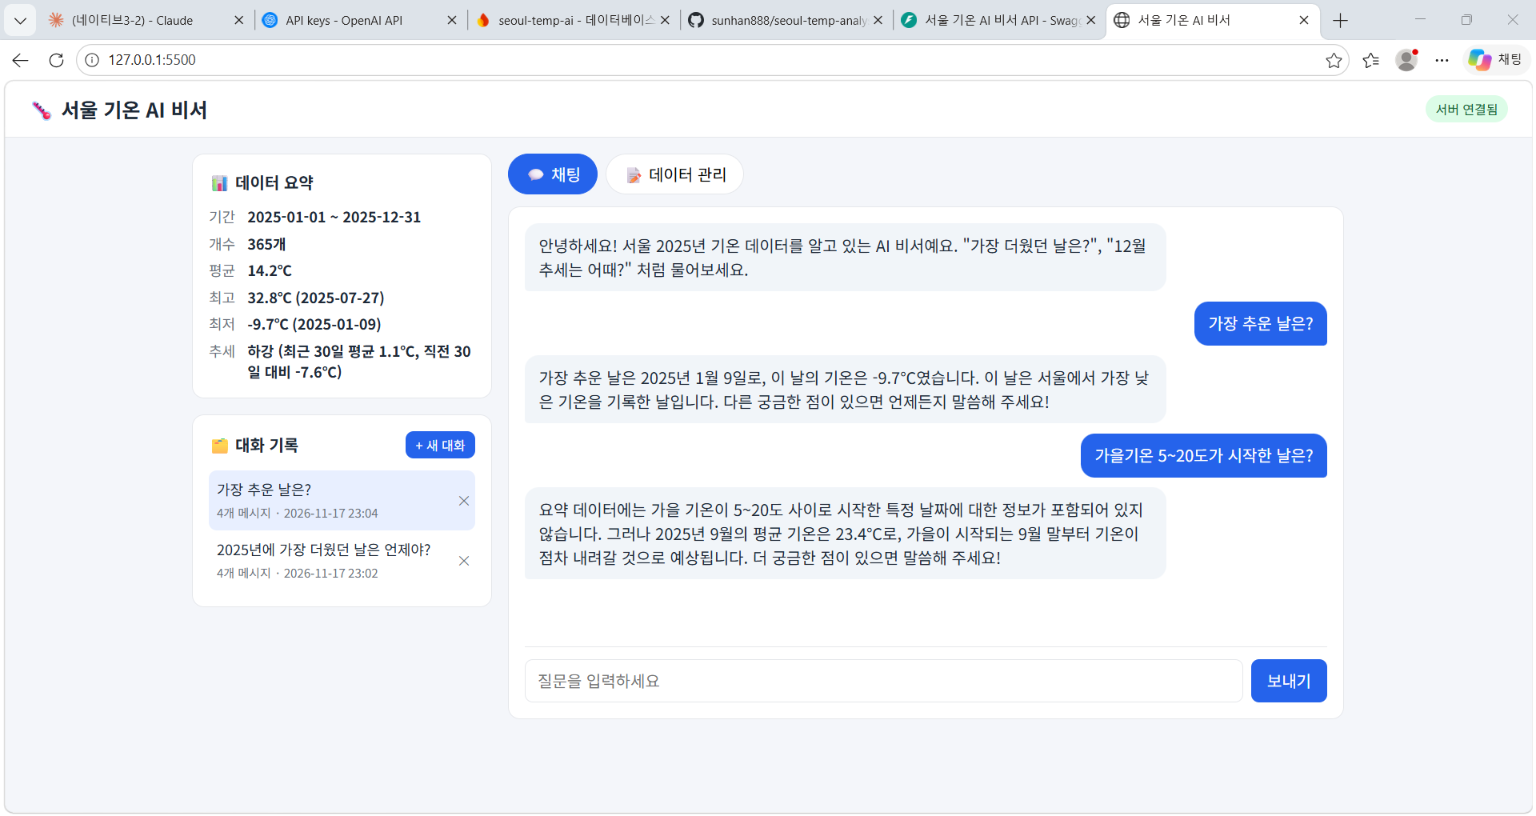 (네이티브3-2) - Claude
API keys - OpenAI API
seoul-temp-ai - 데이터베이스
sunhan888/seoul-temp-analy
서울 기온 AI 비서 API - Swag
서울 기온 AI 비서
127.0.0.1:5500
채팅
서울 기온 AI 비서
서버 연결됨
데이터 요약
기간 2025-01-01 ~ 2025-12-31
개수 365개
평균 14.2°C
최고 32.8°C (2025-07-27)
최저 -9.7°C (2025-01-09)
추세 하강 (최근 30일 평균 1.1°C, 직전 30
일 대비 -7.6°C)
대화 기록
+ 새 대화
가장 추운 날은?
4개 메시지 · 2026-11-17 23:04
2025년에 가장 더웠던 날은 언제야?
4개 메시지 · 2026-11-17 23:02
채팅
데이터 관리
안녕하세요! 서울 2025년 기온 데이터를 알고 있는 AI 비서예요. "가장 더웠던 날은?", "12월
추세는 어때?" 처럼 물어보세요.
가장 추운 날은?
가장 추운 날은 2025년 1월 9일로, 이 날의 기온은 -9.7°C였습니다. 이 날은 서울에서 가장 낮
은 기온을 기록한 날입니다. 다른 궁금한 점이 있으면 언제든지 말씀해 주세요!
가을기온 5~20도가 시작한 날은?
요약 데이터에는 가을 기온이 5~20도 사이로 시작한 특정 날짜에 대한 정보가 포함되어 있지
않습니다. 그러나 2025년 9월의 평균 기온은 23.4°C로, 가을이 시작되는 9월 말부터 기온이
점차 내려갈 것으로 예상됩니다. 더 궁금한 점이 있으면 말씀해 주세요!
질문을 입력하세요
보내기